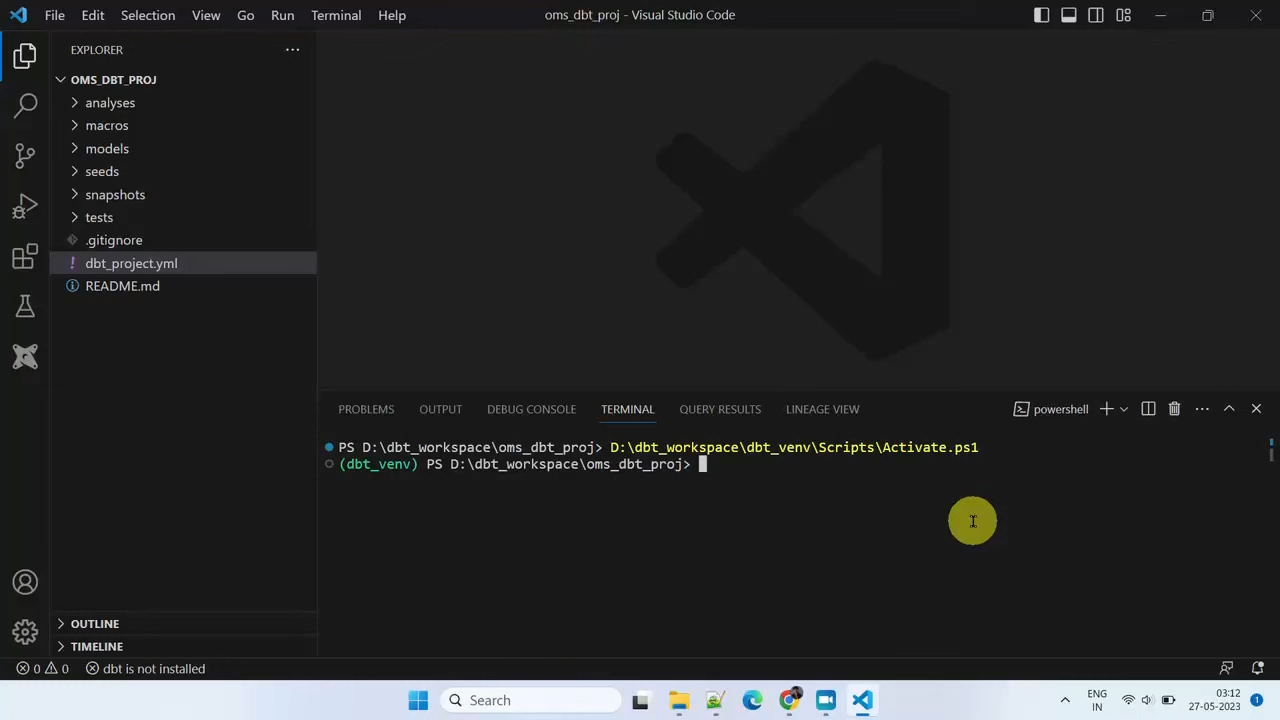 File Edit Selection View Go Run Terminal Help
oms_dbt_proj - Visual Studio Code
EXPLORER
OMS_DBT_PROJ
analyses
macros
models
seeds
snapshots
tests
.gitignore
! dbt_project.yml
README.md
OUTLINE
TIMELINE
PROBLEMS OUTPUT DEBUG CONSOLE TERMINAL QUERY RESULTS LINEAGE VIEW
powershell
PS D:\dbt_workspace\oms_dbt_proj> D:\dbt_workspace\dbt_venv\Scripts\Activate.ps1
(dbt_venv) PS D:\dbt_workspace\oms_dbt_proj>
0 0 dbt is not installed
Search
ENG
IN
03:12
27-05-2023
1